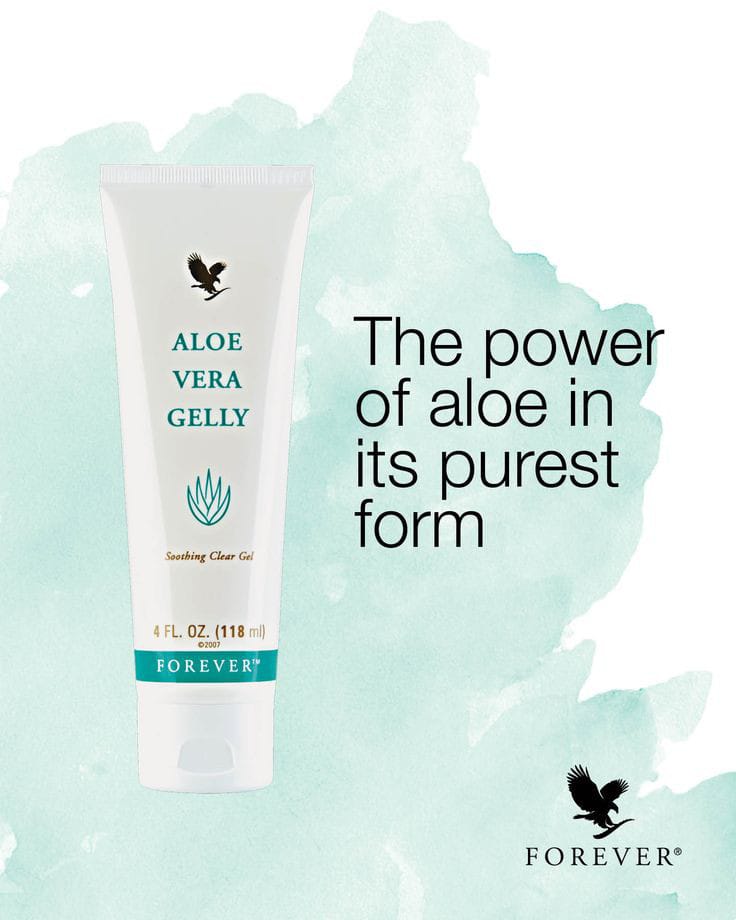 ALOE
VERA
GELLY
Soothing Clear Gel
4 FL. OZ. (118 ml)
©2007
FOREVER™
The power
of aloe in
its purest
form
FOREVER®